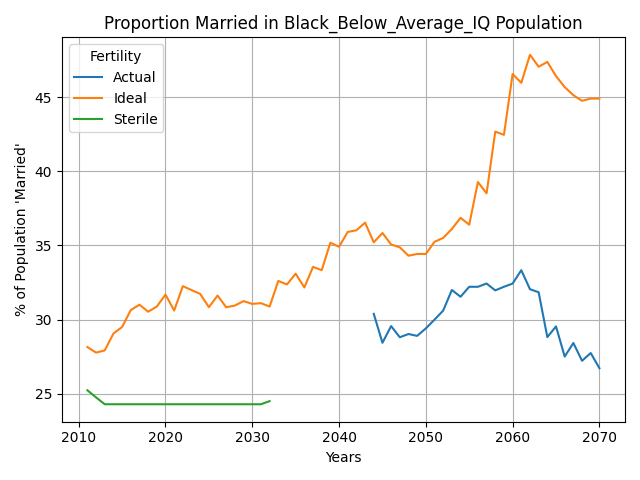 Proportion Married in Black_Below_Average_IQ Population
Fertility
Actual
Ideal
Sterile
% of Population 'Married'
45
40
35
30
25
2010 2020 2030 2040 2050 2060 2070
Years